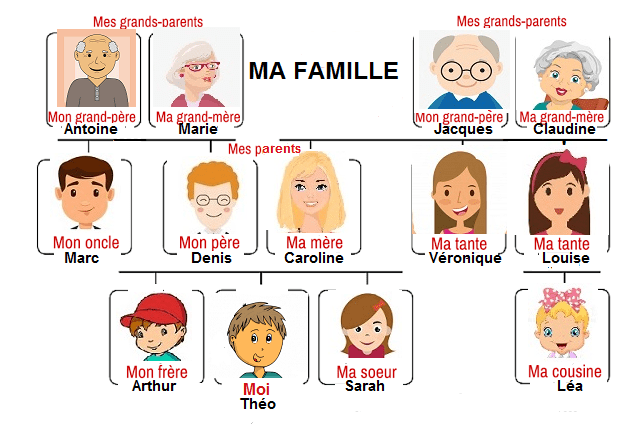 Mes grands-parents
Mes grands-parents
MA FAMILLE
Mon grand-père
Antoine
Ma grand-mère
Marie
Mon grand-père
Jacques
Ma grand-mère
Claudine
Mes parents
Mon oncle
Marc
Mon père
Denis
Ma mère
Caroline
Ma tante
Véronique
Ma tante
Louise
Mon frère
Arthur
Moi
Théo
Ma soeur
Sarah
Ma cousine
Léa